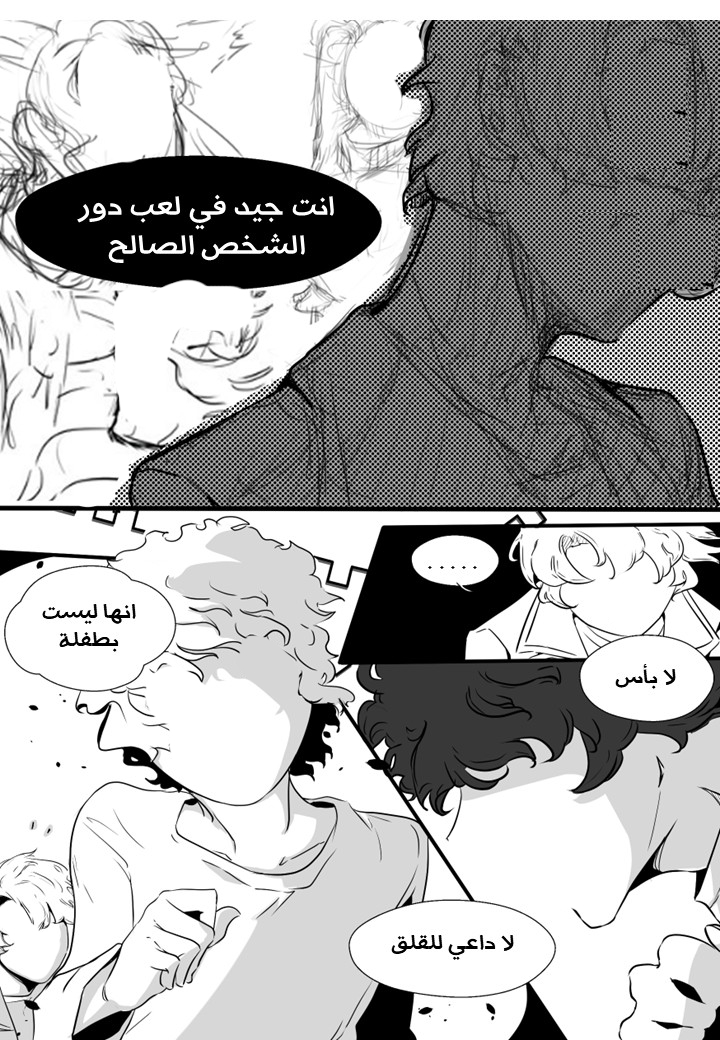 انت جيد في لعب دور
الشخص الصالح
.....
لا بأس
انها ليست
بطفلة
لا داعي للقلق